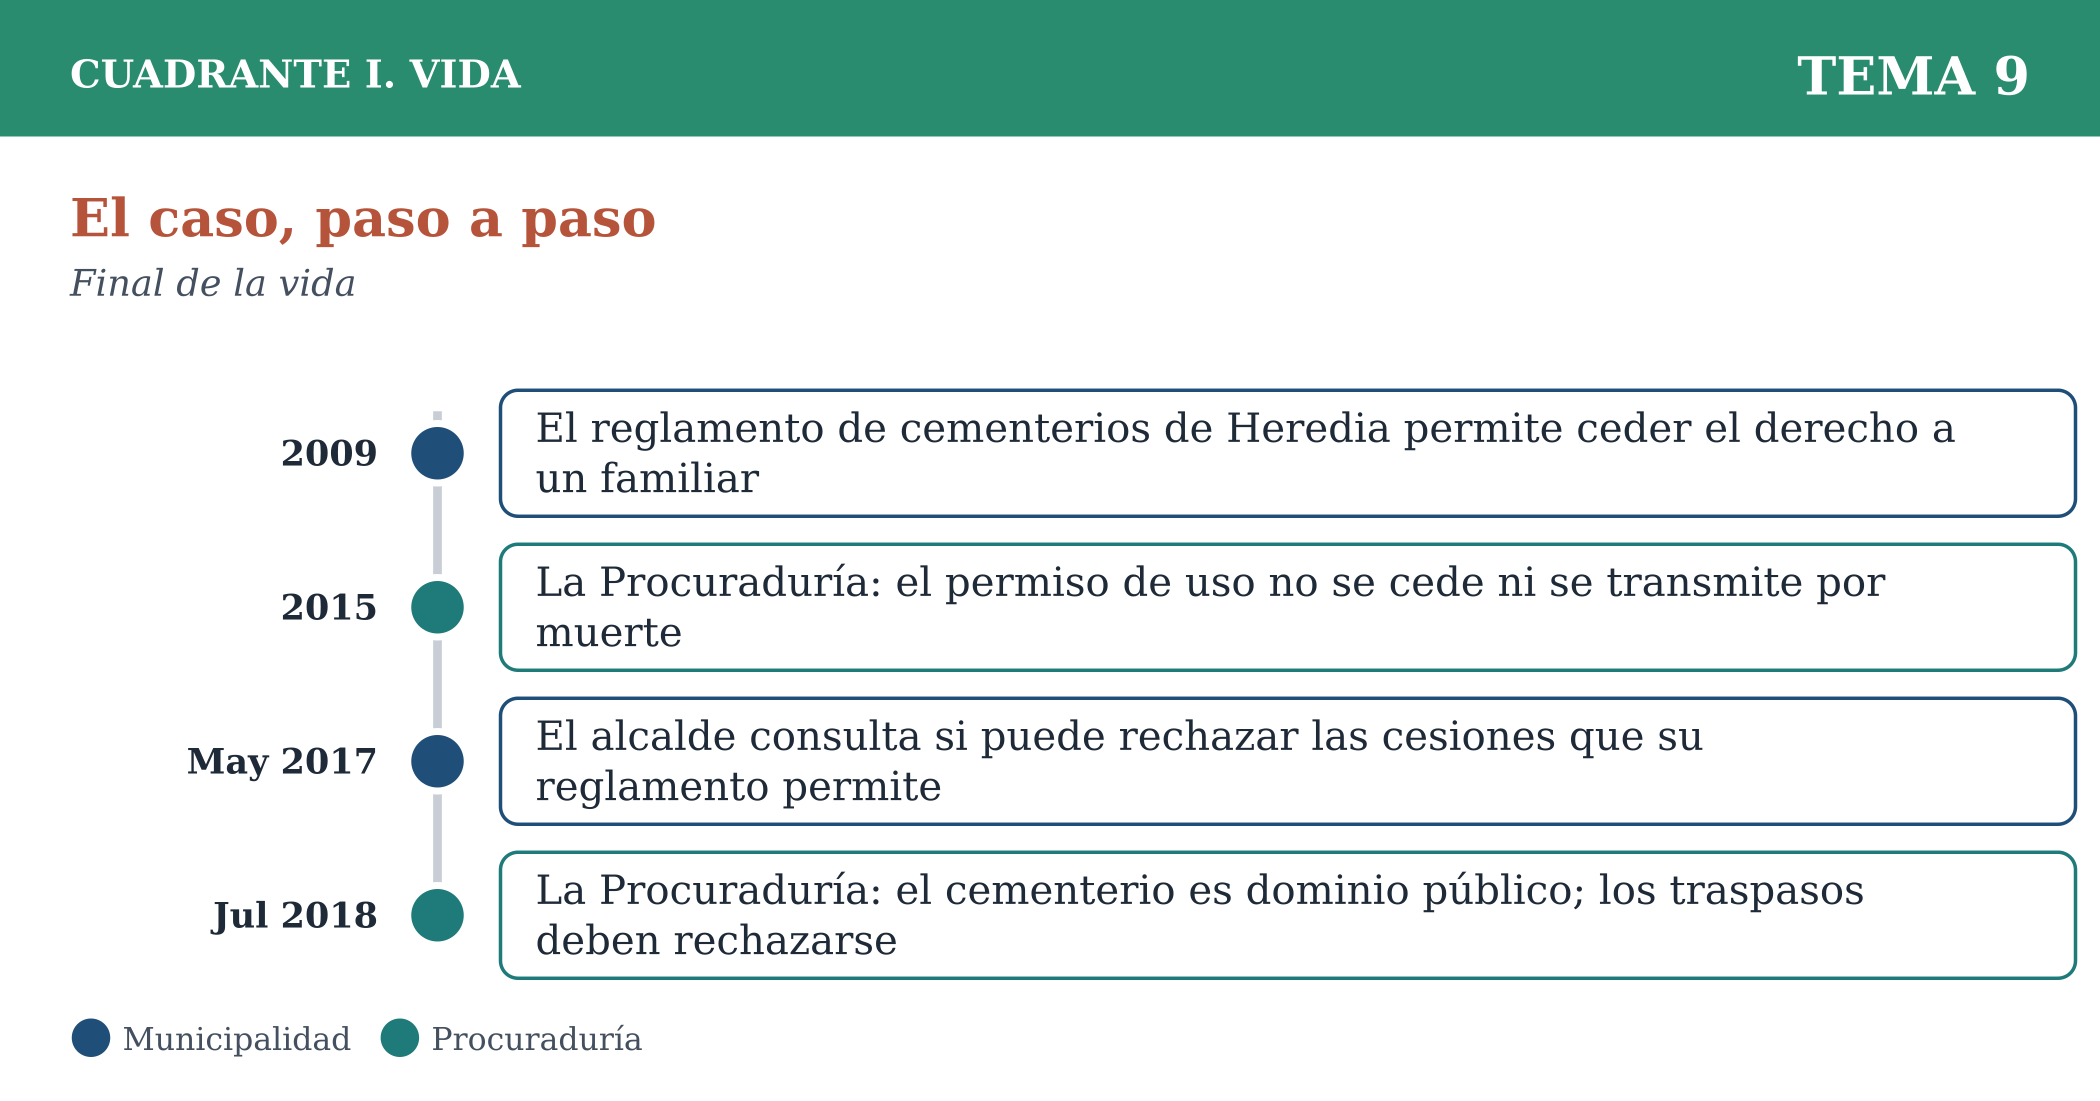 CUADRANTE I. VIDA
TEMA 9
El caso, paso a paso
Final de la vida
2009
El reglamento de cementerios de Heredia permite ceder el derecho a
un familiar
2015
La Procuraduría: el permiso de uso no se cede ni se transmite por
muerte
May 2017
El alcalde consulta si puede rechazar las cesiones que su
reglamento permite
Jul 2018
La Procuraduría: el cementerio es dominio público; los traspasos
deben rechazarse
Municipalidad
Procuraduría